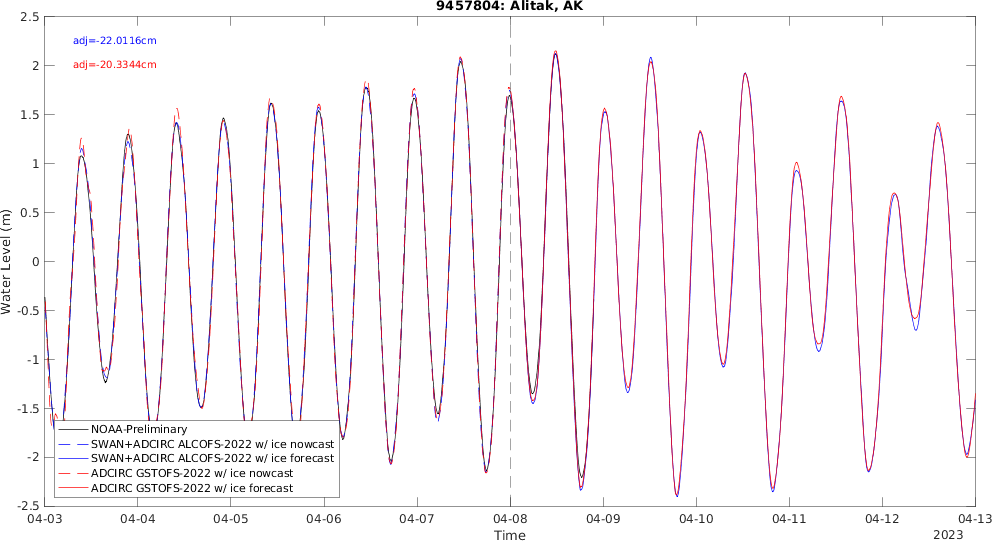 9457804: Alitak, AK
adj=-22.0116cm
adj=-20.3344cm
Water Level (m)
2.5
2
1.5
1
0.5
0
-0.5
-1
-1.5
-2
-2.5
NOAA-Preliminary
SWAN+ADCIRC ALCOFS-2022 w/ ice nowcast
SWAN+ADCIRC ALCOFS-2022 w/ ice forecast
ADCIRC GSTOFS-2022 w/ ice nowcast
ADCIRC GSTOFS-2022 w/ ice forecast
04-03 04-04 04-05 04-06 04-07 04-08 04-09 04-10 04-11 04-12 04-13
Time
2023